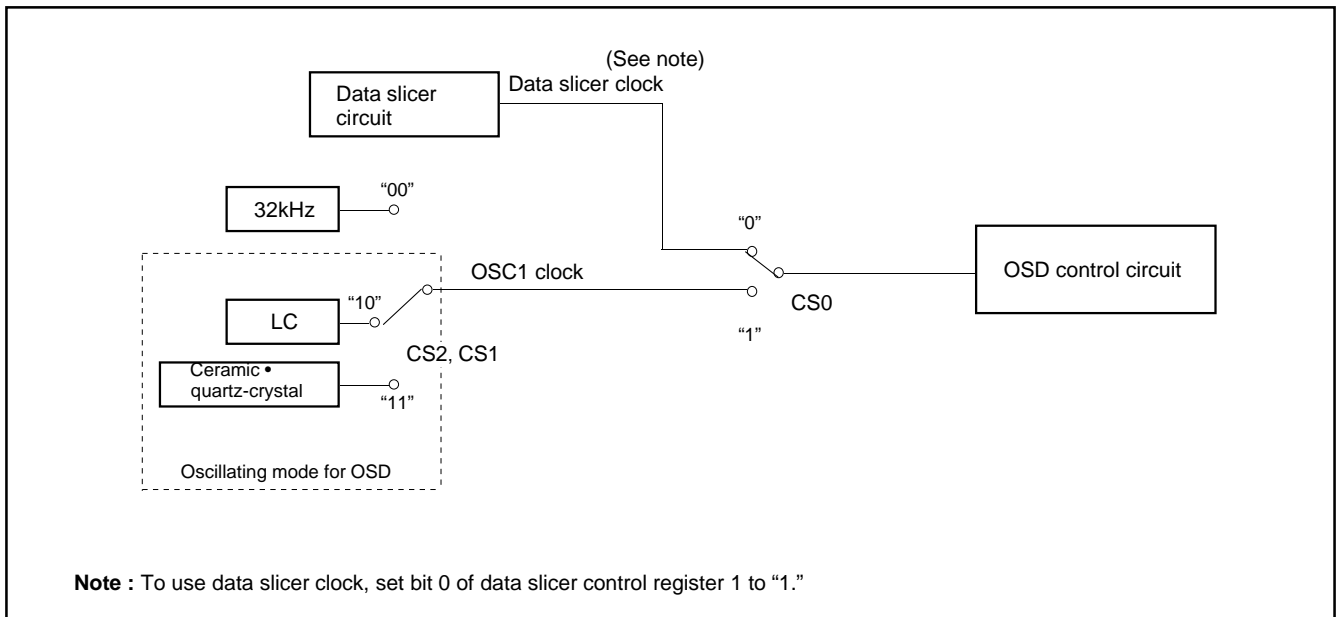 (See note)
Data slicer clock
Data slicer
circuit
“00”
32kHz
“0”
OSC1 clock
OSD control circuit
“10”
CS0
LC
“1”
CS2, CS1
Ceramic •
quartz-crystal
“11”
Oscillating mode for OSD
Note : To use data slicer clock, set bit 0 of data slicer control register 1 to “1.”